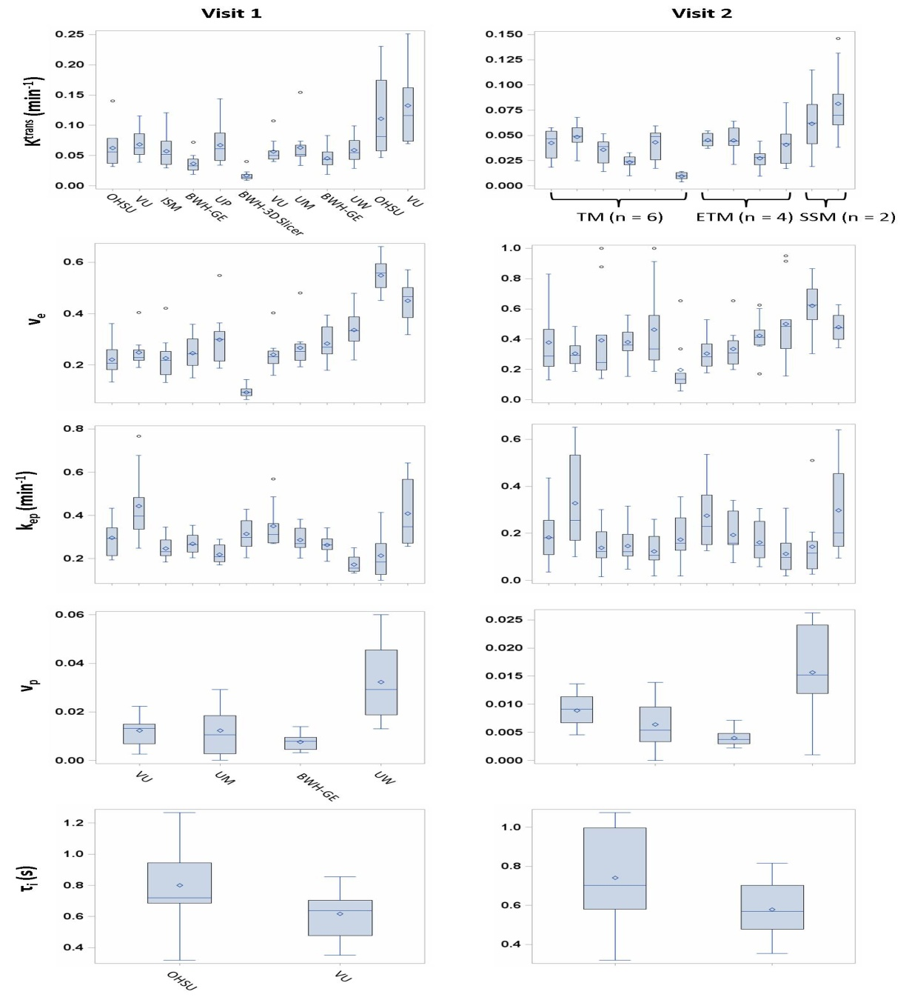 Visit 1
Visit 2
K^trans (min^-1)
0.25
0.20
0.15
0.10
0.05
0.00
OHSU
VU
ISM
BWH-GE
UP
BWH-3D Slicer
VU
UM
BWH-GE
UW
OHSU
VU
0.150
0.125
0.100
0.075
0.050
0.025
0.000
TM (n = 6)
ETM (n = 4)
SSM (n = 2)
v_e
0.6
0.4
0.2
1.0
0.8
0.6
0.4
0.2
0.0
k_ep (min^-1)
0.8
0.6
0.4
0.2
0.6
0.4
0.2
0.0
v_p
0.06
0.04
0.02
0.00
VU
UM
BWH-GE
UW
0.025
0.020
0.015
0.010
0.005
0.000
τ_i (s)
1.2
1.0
0.8
0.6
0.4
OHSU
VU
1.0
0.8
0.6
0.4